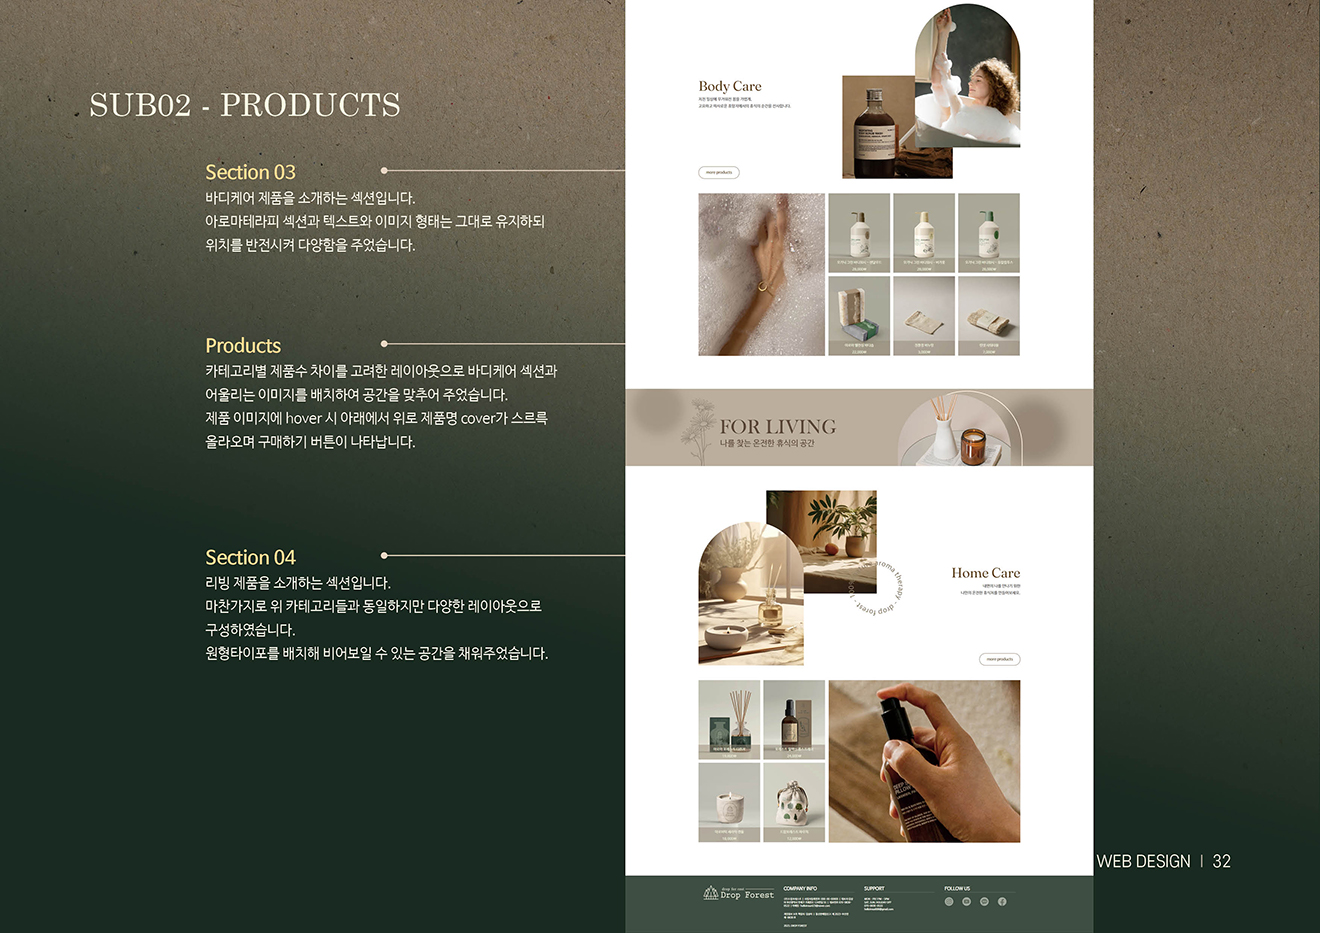 SUB02 - PRODUCTS
Section 03
바디케어 제품을 소개하는 섹션입니다.
아로마테라피 섹션과 텍스트와 이미지 형태는 그대로 유지하되
위치를 반전시켜 다양함을 주었습니다.
Products
카테고리별 제품수 차이를 고려한 레이아웃으로 바디케어 섹션과
어울리는 이미지를 배치하여 공간을 맞추어 주었습니다.
제품 이미지에 hover 시 아래에서 위로 제품명 cover가 스르륵
올라오며 구매하기 버튼이 나타납니다.
Section 04
리빙 제품을 소개하는 섹션입니다.
마찬가지로 위 카테고리들과 동일하지만 다양한 레이아웃으로
구성하였습니다.
원형타이포를 배치해 비어보일 수 있는 공간을 채워주었습니다.
Body Care
more products
FOR LIVING
나를 찾는 온전한 휴식의 공간
aroma therapy · drop forest · 100%
Home Care
more products
Drop Forest
COMPANY INFO
SUPPORT
FOLLOW US
WEB DESIGN | 32